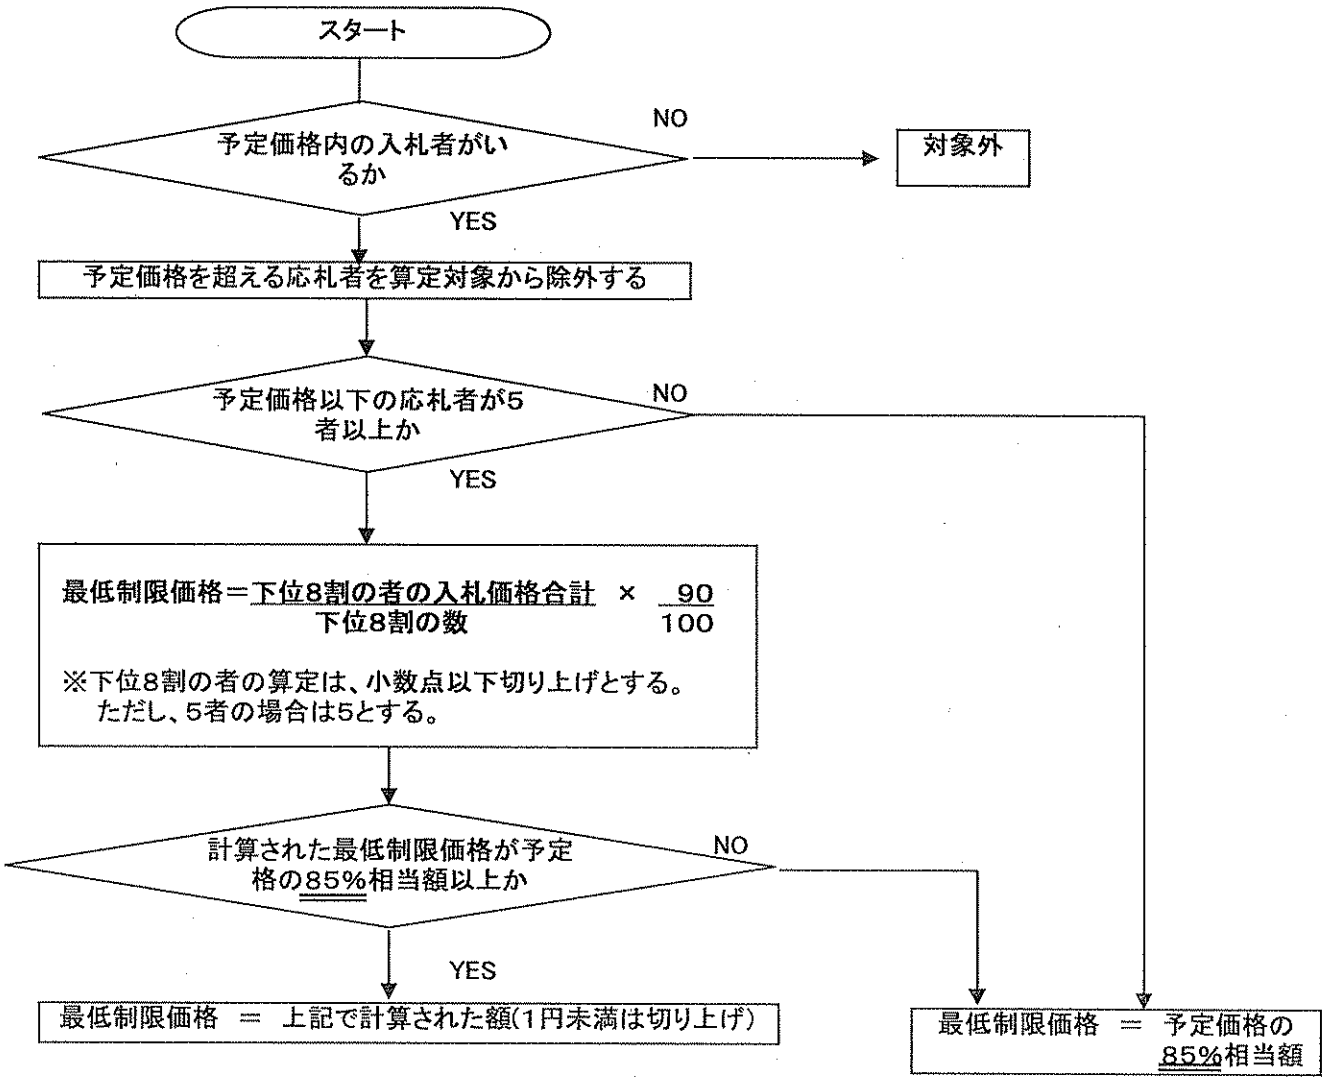 スタート
予定価格内の入札者がい
るか
NO
対象外
YES
予定価格を超える応札者を算定対象から除外する
予定価格以下の応札者が5
者以上か
NO
YES
最低制限価格=下位8割の者の入札価格合計 × 90
下位8割の数 100
※下位8割の者の算定は、小数点以下切り上げとする。
ただし、5者の場合は5とする。
計算された最低制限価格が予定
格の85%相当額以上か
NO
YES
最低制限価格 = 上記で計算された額(1円未満は切り上げ)
最低制限価格 = 予定価格の
85%相当額